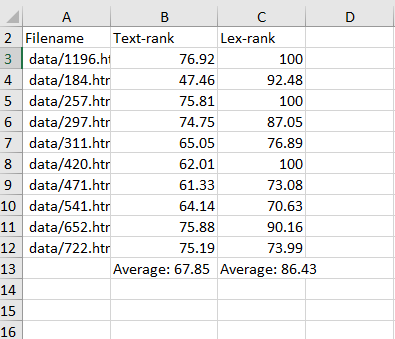 A B C D
2 Filename Text-rank Lex-rank
3 data/1196.ht 76.92 100
4 data/184.htr 47.46 92.48
5 data/257.htr 75.81 100
6 data/297.htr 74.75 87.05
7 data/311.htr 65.05 76.89
8 data/420.htr 62.01 100
9 data/471.htr 61.33 73.08
10 data/541.htr 64.14 70.63
11 data/652.htr 75.88 90.16
12 data/722.htr 75.19 73.99
13 Average: 67.85 Average: 86.43
14
15
16